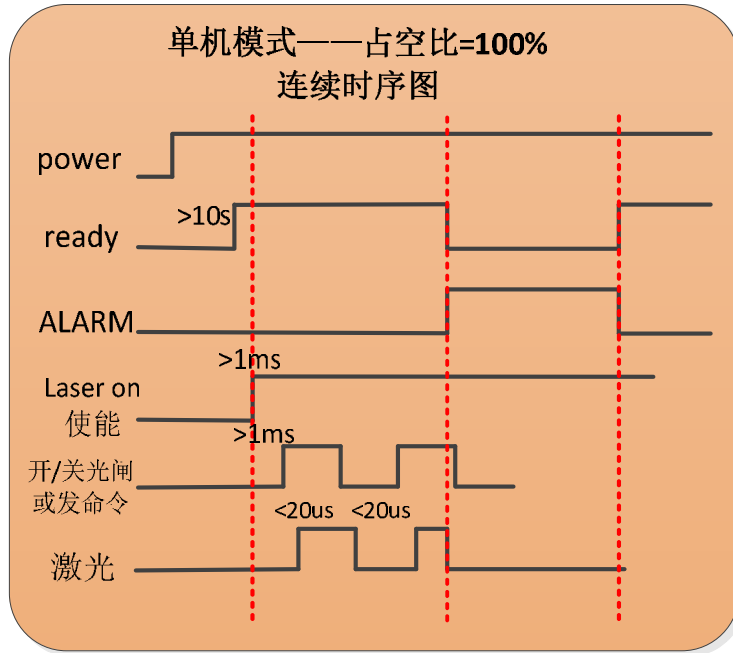 单机模式——占空比=100%
连续时序图
power
>10s
ready
ALARM
>1ms
Laser on
使能
>1ms
开/关光闸
或发命令
<20us <20us
激光